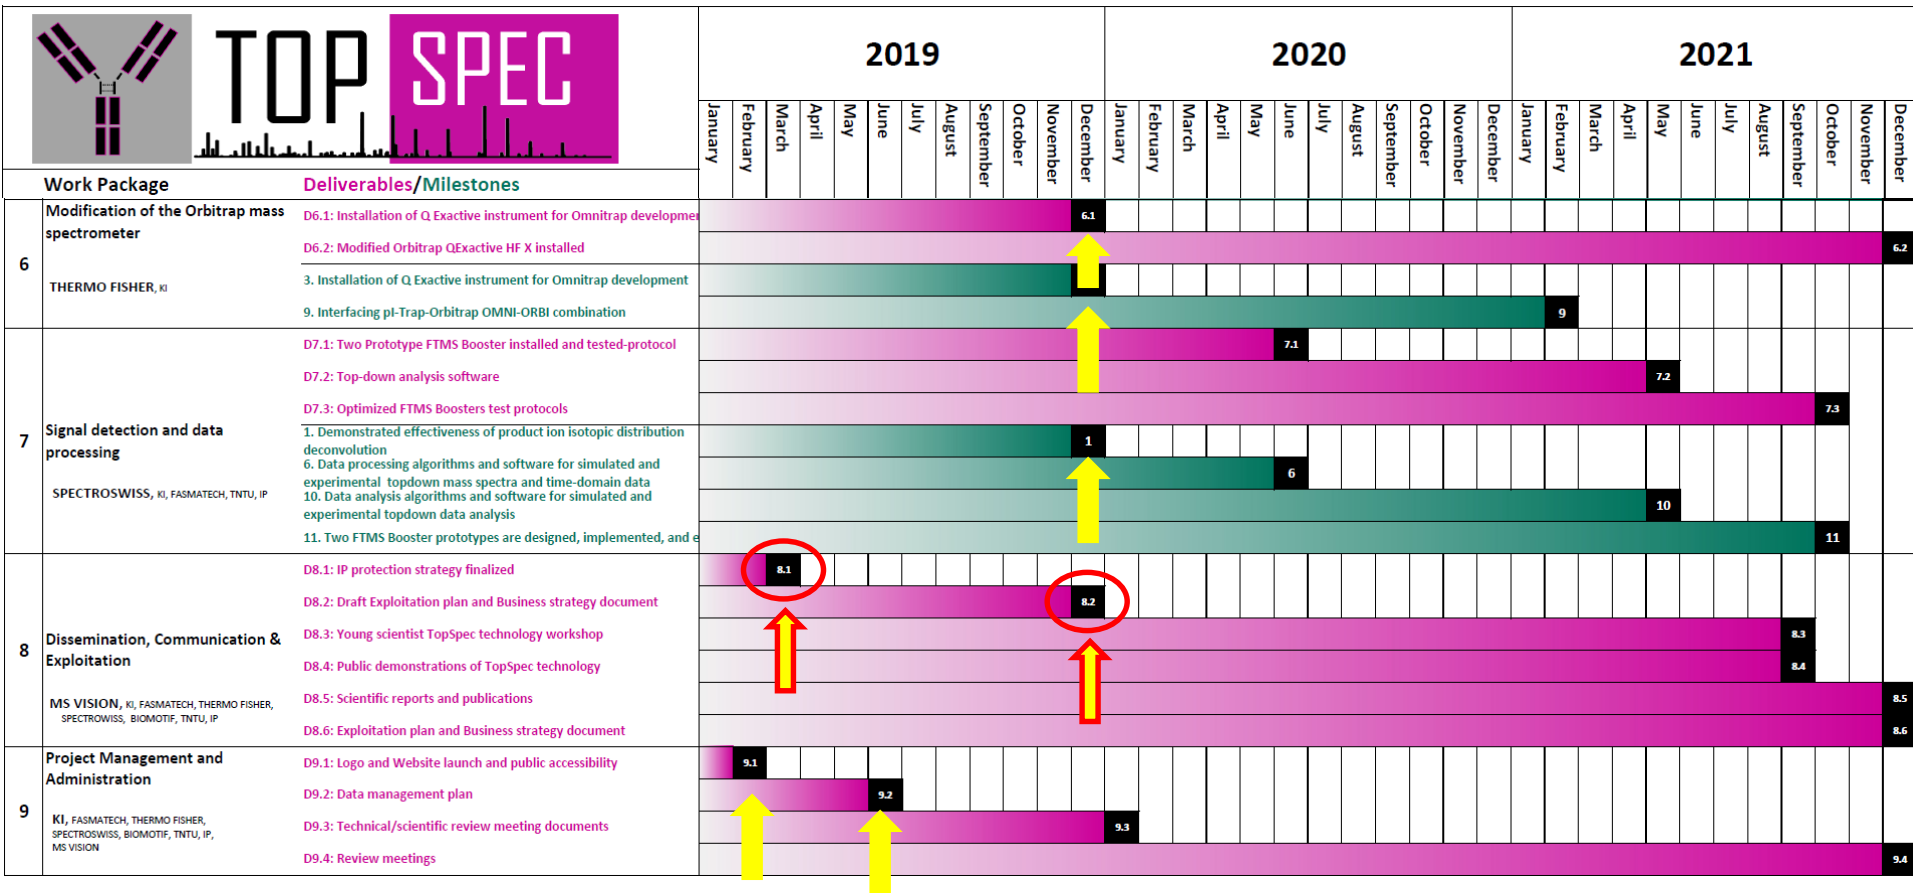 TOP SPEC
2019 2020 2021
January February March April May June July August September October November December January February March April May June July August September October November December January February March April May June July August September October November December
Work Package Deliverables/Milestones
6
Modification of the Orbitrap mass
spectrometer
THERMO FISHER, KI
D6.1: Installation of Q Exactive instrument for Omnitrap developmen
6.1
D6.2: Modified Orbitrap QExactive HF X installed
6.2
3. Installation of Q Exactive instrument for Omnitrap development
9. Interfacing pI-Trap-Orbitrap OMNI-ORBI combination
9
7
Signal detection and data
processing
SPECTROSWISS, KI, FASMATECH, TNTU, IP
D7.1: Two Prototype FTMS Booster installed and tested-protocol
7.1
D7.2: Top-down analysis software
7.2
D7.3: Optimized FTMS Boosters test protocols
7.3
1. Demonstrated effectiveness of product ion isotopic distribution
deconvolution
1
6. Data processing algorithms and software for simulated and
experimental topdown mass spectra and time-domain data
6
10. Data analysis algorithms and software for simulated and
experimental topdown data analysis
10
11. Two FTMS Booster prototypes are designed, implemented, and e
11
8
Dissemination, Communication &
Exploitation
MS VISION, KI, FASMATECH, THERMO FISHER,
SPECTROWISS, BIOMOTIF, TNTU, IP
D8.1: IP protection strategy finalized
8.1
D8.2: Draft Exploitation plan and Business strategy document
8.2
D8.3: Young scientist TopSpec technology workshop
8.3
D8.4: Public demonstrations of TopSpec technology
8.4
D8.5: Scientific reports and publications
8.5
D8.6: Exploitation plan and Business strategy document
8.6
9
Project Management and
Administration
KI, FASMATECH, THERMO FISHER,
SPECTROSWISS, BIOMOTIF, TNTU, IP,
MS VISION
D9.1: Logo and Website launch and public accessibility
9.1
D9.2: Data management plan
9.2
D9.3: Technical/scientific review meeting documents
9.3
D9.4: Review meetings
9.4